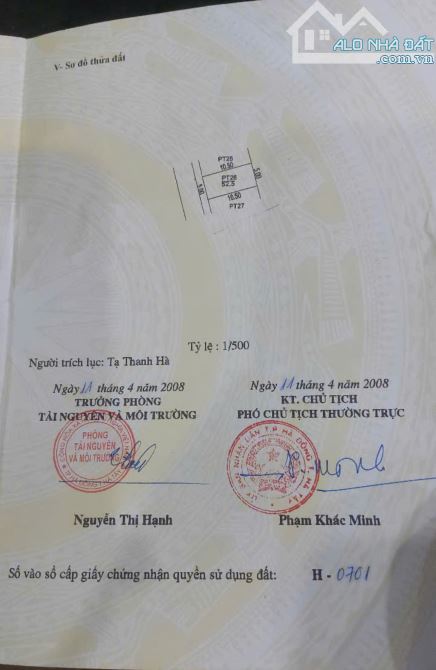 ALO NHÀ ĐẤT
.com.vn
V- Sơ đồ thửa đất
PT25
10.50
PT26
52.5
5.00
5.00
10.50
PT27
Tỷ lệ : 1/500
Người trích lục: Tạ Thanh Hà
Ngày 11 tháng 4 năm 2008
TRƯỞNG PHÒNG
TÀI NGUYÊN VÀ MÔI TRƯỜNG
Ngày 11 tháng 4 năm 2008
KT. CHỦ TỊCH
PHÓ CHỦ TỊCH THƯỜNG TRỰC
PHÒNG
TÀI NGUYÊN
VÀ MÔI TRƯỜNG
Nguyễn Thị Hạnh
Phạm Khắc Minh
Số vào sổ cấp giấy chứng nhận quyền sử dụng đất: H - 0701